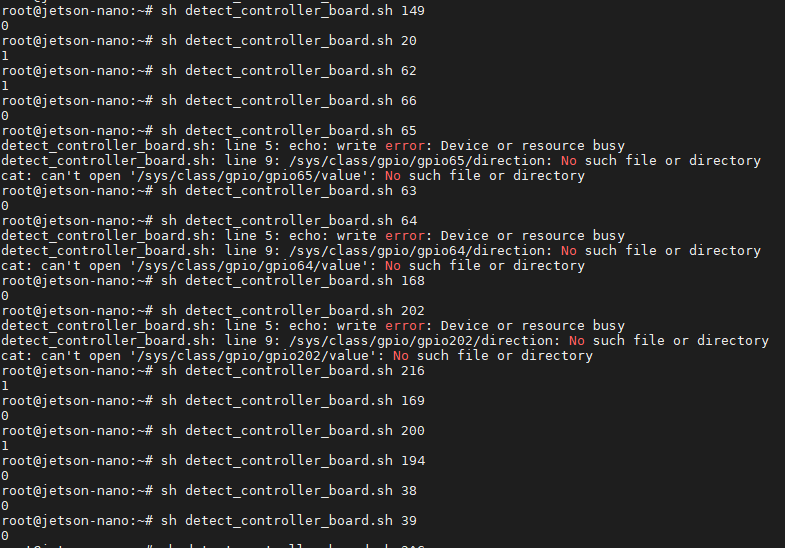 root@jetson-nano:~# sh detect_controller_board.sh 149
0
root@jetson-nano:~# sh detect_controller_board.sh 20
1
root@jetson-nano:~# sh detect_controller_board.sh 62
1
root@jetson-nano:~# sh detect_controller_board.sh 66
0
root@jetson-nano:~# sh detect_controller_board.sh 65
detect_controller_board.sh: line 5: echo: write error: Device or resource busy
detect_controller_board.sh: line 9: /sys/class/gpio/gpio65/direction: No such file or directory
cat: can't open '/sys/class/gpio/gpio65/value': No such file or directory
root@jetson-nano:~# sh detect_controller_board.sh 63
0
root@jetson-nano:~# sh detect_controller_board.sh 64
detect_controller_board.sh: line 5: echo: write error: Device or resource busy
detect_controller_board.sh: line 9: /sys/class/gpio/gpio64/direction: No such file or directory
cat: can't open '/sys/class/gpio/gpio64/value': No such file or directory
root@jetson-nano:~# sh detect_controller_board.sh 168
0
root@jetson-nano:~# sh detect_controller_board.sh 202
detect_controller_board.sh: line 5: echo: write error: Device or resource busy
detect_controller_board.sh: line 9: /sys/class/gpio/gpio202/direction: No such file or directory
cat: can't open '/sys/class/gpio/gpio202/value': No such file or directory
root@jetson-nano:~# sh detect_controller_board.sh 216
1
root@jetson-nano:~# sh detect_controller_board.sh 169
0
root@jetson-nano:~# sh detect_controller_board.sh 200
1
root@jetson-nano:~# sh detect_controller_board.sh 194
0
root@jetson-nano:~# sh detect_controller_board.sh 38
0
root@jetson-nano:~# sh detect_controller_board.sh 39
0